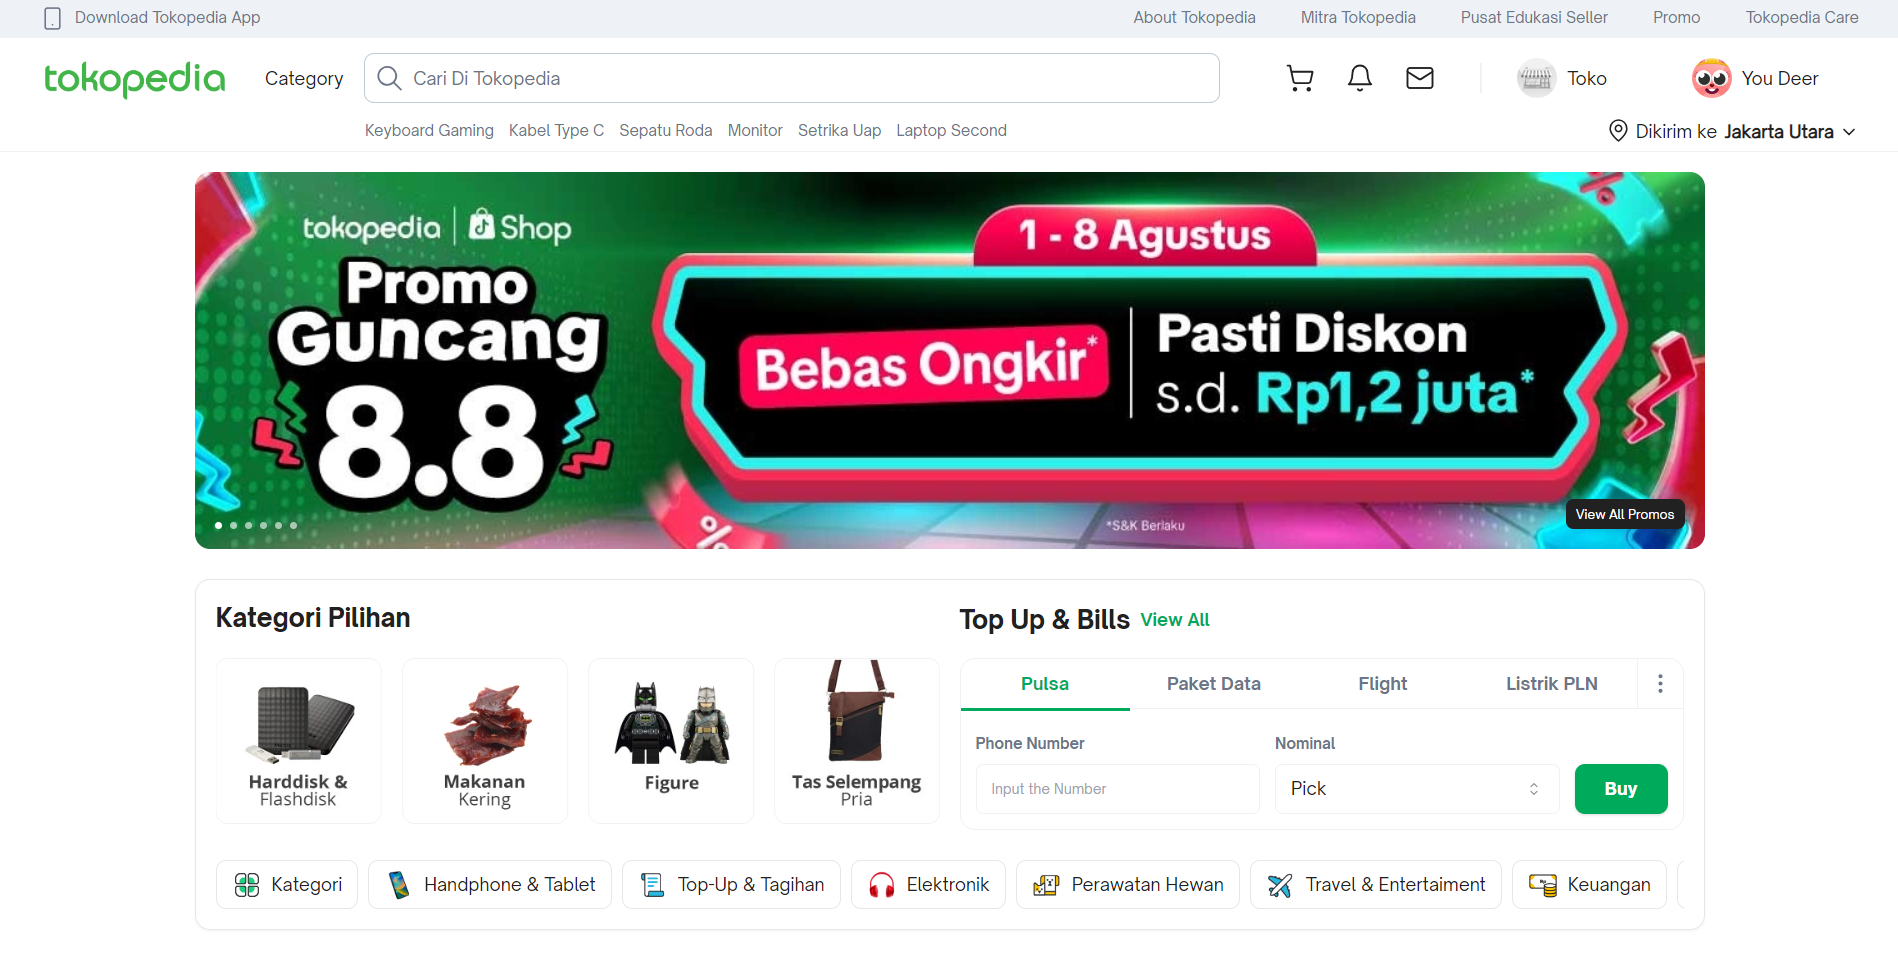 Download Tokopedia App
About Tokopedia
Mitra Tokopedia
Pusat Edukasi Seller
Promo
Tokopedia Care
tokopedia
Category
Cari Di Tokopedia
Toko
You Deer
Keyboard Gaming
Kabel Type C
Sepatu Roda
Monitor
Setrika Uap
Laptop Second
Dikirim ke Jakarta Utara
tokopedia | Shop
Promo
Guncang
8.8
1 - 8 Agustus
Bebas Ongkir*
Pasti Diskon
s.d. Rp1,2 juta*
%
%
*S&K Berlaku
View All Promos
Kategori Pilihan
Harddisk &
Flashdisk
Makanan
Kering
Figure
Tas Selempang
Pria
Top Up & Bills
View All
Pulsa
Paket Data
Flight
Listrik PLN
Phone Number
Nominal
Input the Number
Pick
Buy
Kategori
Handphone & Tablet
Top-Up & Tagihan
Elektronik
Perawatan Hewan
Travel & Entertaiment
Keuangan